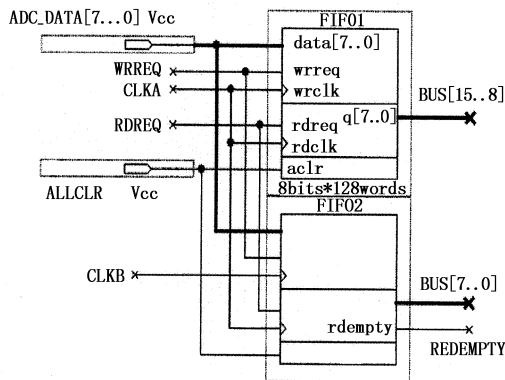 ADC_DATA[7...0] Vcc
FIFO1
data[7..0]
WRREQ
wrreq
CLKA
wrclk
BUS[15..8]
q[7..0]
RDREQ
rdreq
rdclk
aclr
ALLCLR Vcc
8bits*128words
FIFO2
CLKB
BUS[7..0]
rdempty
REDEMPTY